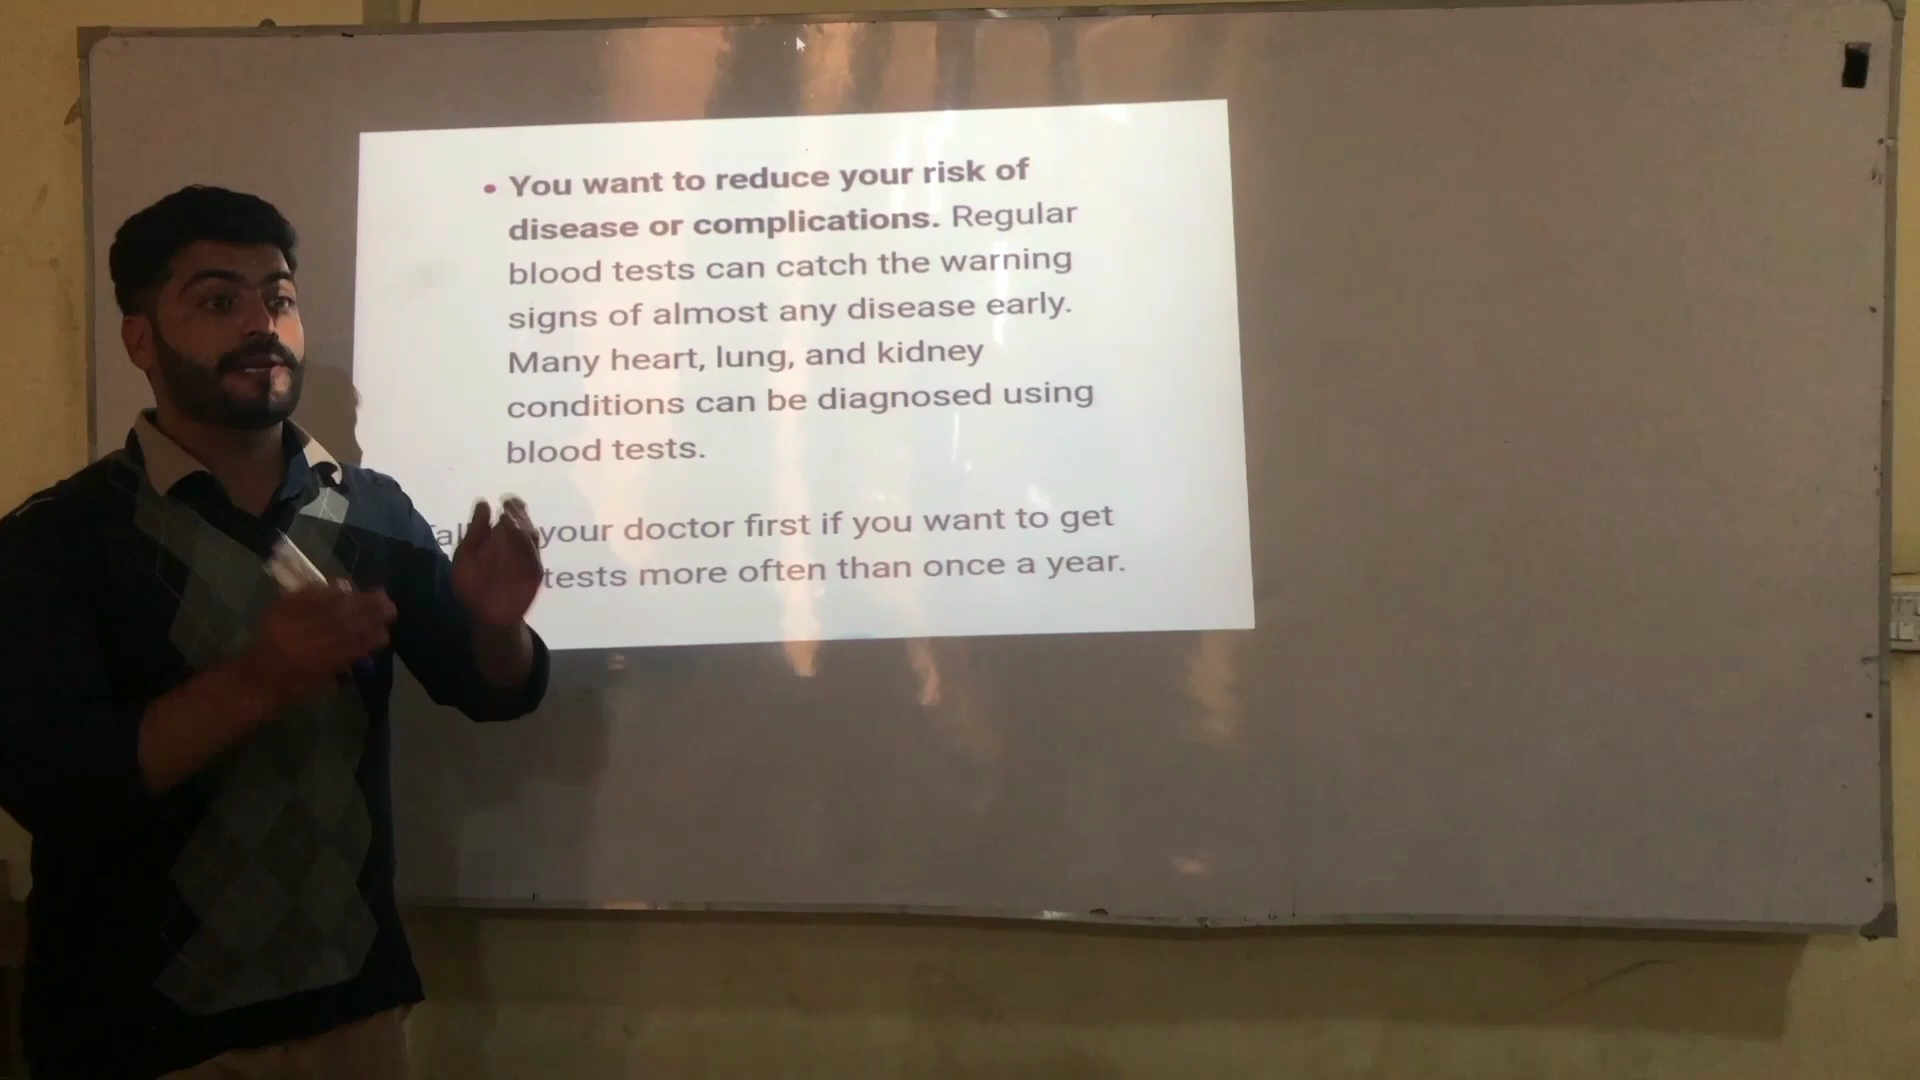 • You want to reduce your risk of
disease or complications. Regular
blood tests can catch the warning
signs of almost any disease early.
Many heart, lung, and kidney
conditions can be diagnosed using
blood tests.
your doctor first if you want to get
tests more often than once a year.